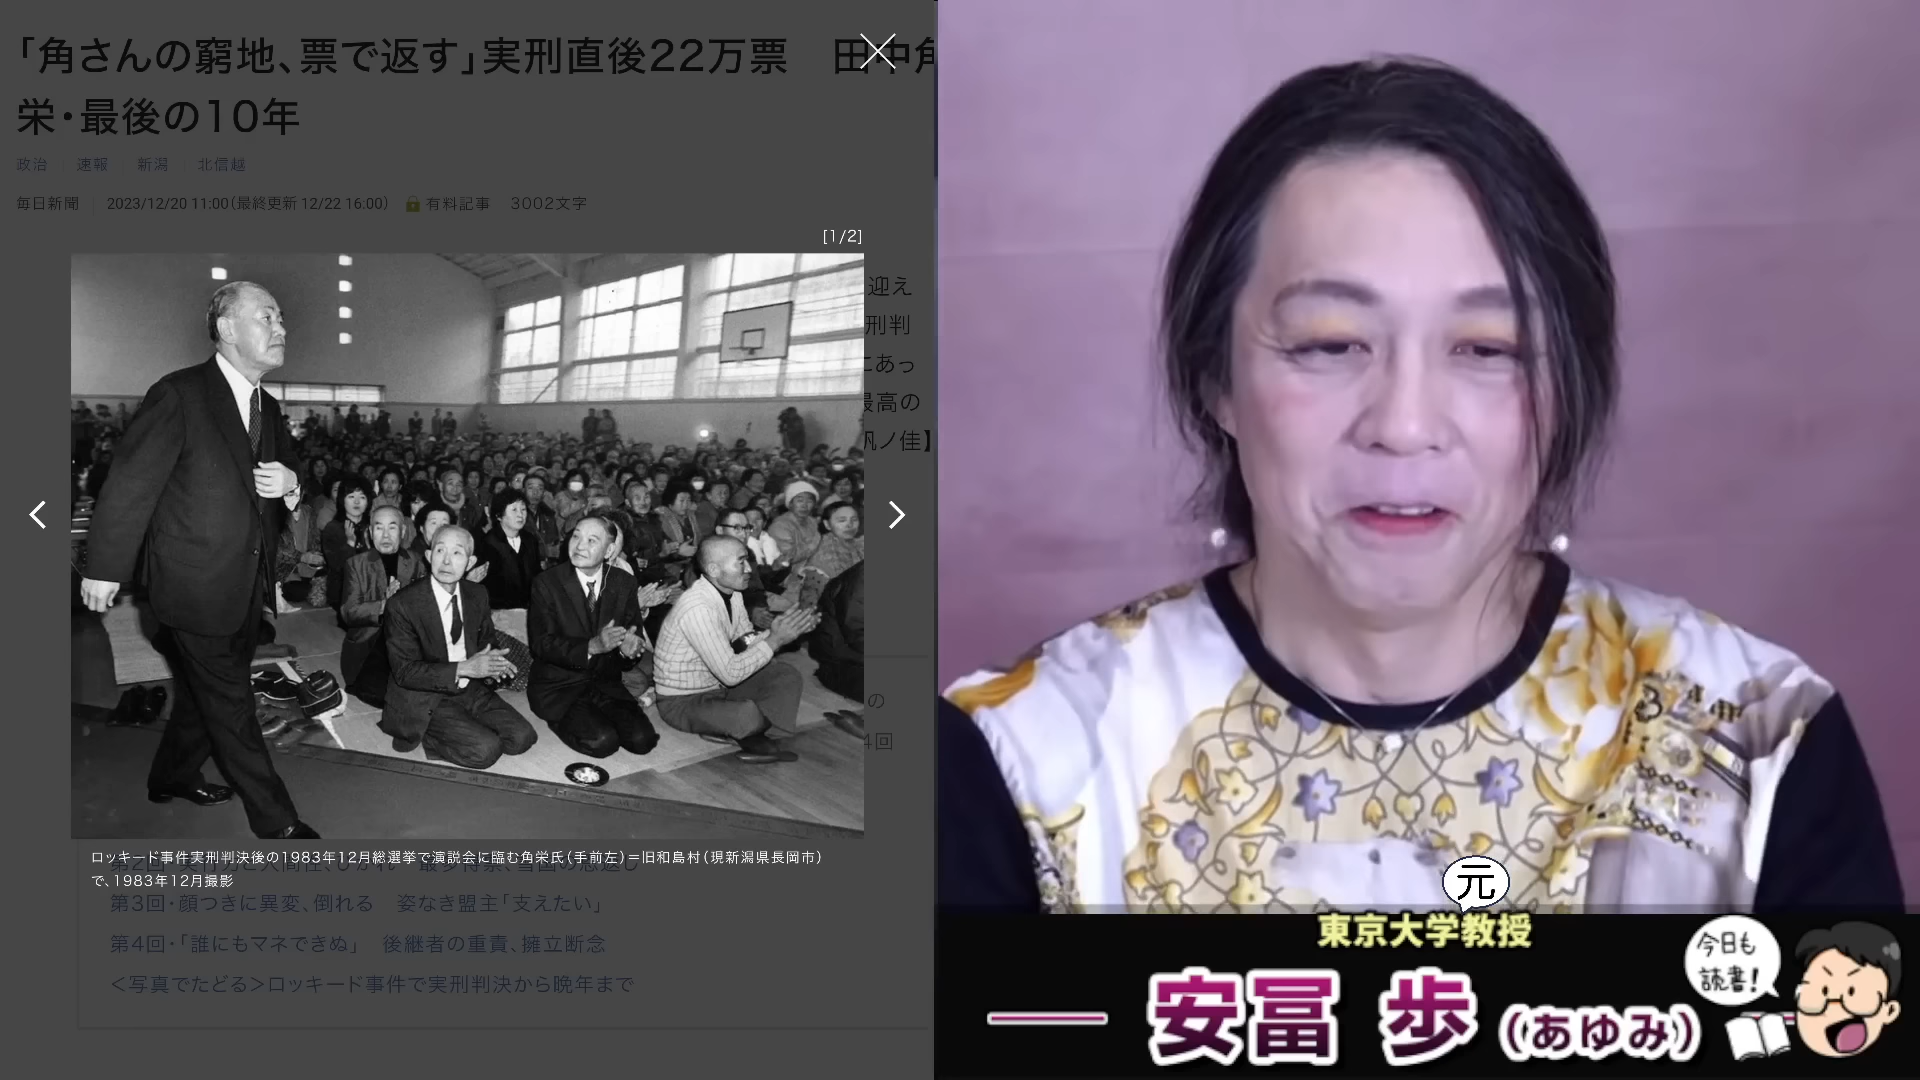 「角さんの窮地、票で返す」実刑直後22万票　田中角
栄・最後の10年
政治　速報　新潟　北信越
毎日新聞　2023/12/20 11:00（最終更新 12/22 16:00）　有料記事　3002文字
[1/2]
迎え
刑判
にあっ
最高の
帆ノ佳】
の
4回
ロッキード事件実刑判決後の1983年12月総選挙で演説会に臨む角栄氏（手前左）＝旧和島村（現新潟県長岡市）
で、1983年12月撮影
第3回・顔つきに異変、倒れる　姿なき盟主「支えたい」
第4回・「誰にもマネできぬ」　後継者の重責、擁立断念
＜写真でたどる＞ロッキード事件で実刑判決から晩年まで
元
東京大学教授
安冨 歩（あゆみ）
今日も
読書！